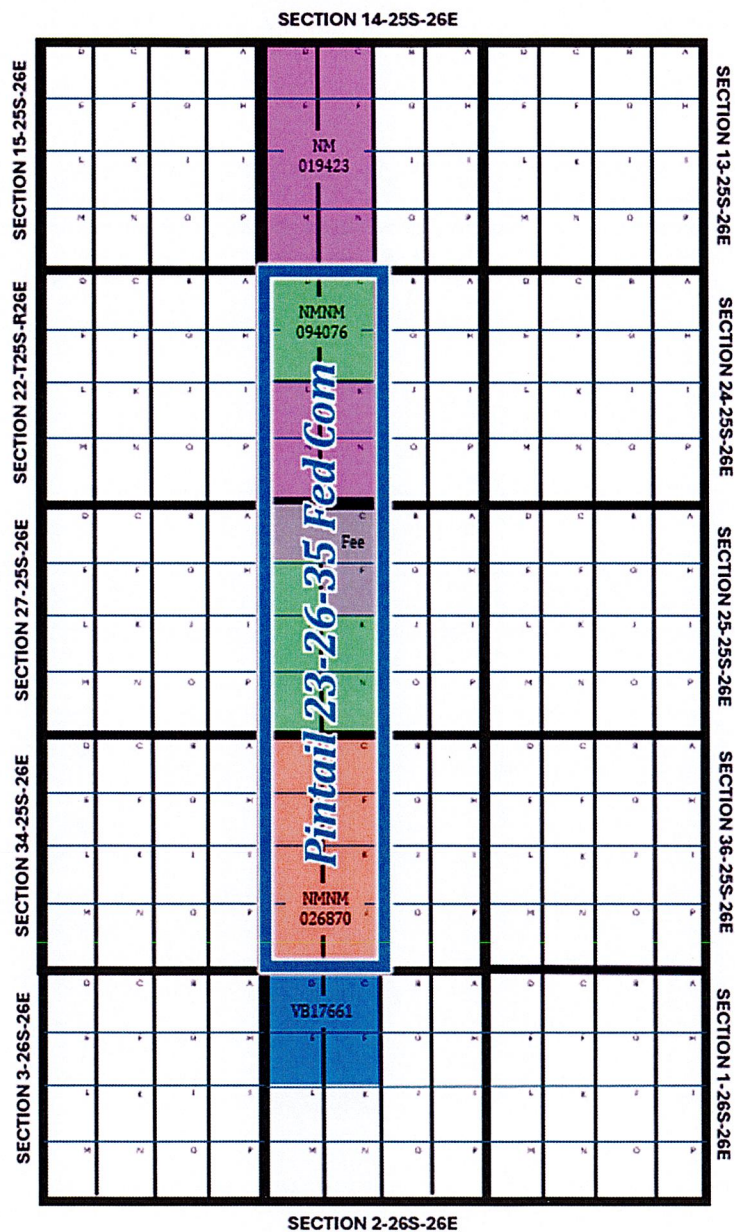 SECTION 14-25S-26E
SECTION 15-25S-26E
SECTION 13-25S-26E
D C B A D C B A D C B A
E F G H E F G H E F G H
NM
019423
L K J I J I L K J I
M N O P M N O P M N O P
SECTION 22-T25S-R26E
SECTION 24-25S-26E
D C B A C B A D C B A
NMNM
094076
E F G H G H E F G H
L K J I L K J I L K J I
M N O P N O P M N O P
Pintail 23-26-35 Fed Com
SECTION 27-25S-26E
SECTION 25-25S-26E
D C B A C B A D C B A
Fee
E F G H F G H E F G H
L K J I K J I L K J I
M N O P N O P M N O P
SECTION 34-25S-26E
SECTION 36-25S-26E
D C B A C B A D C B A
E F G H F G H E F G H
L K J I K J I L K J I
NMNM
026870
M N O P O P M N O P
SECTION 3-26S-26E
SECTION 1-26S-26E
D C B A D C B A D C B A
VB17661
E F G H E F G H E F G H
L K J I L K J I L K J I
M N O P M N O P M N O P
SECTION 2-26S-26E